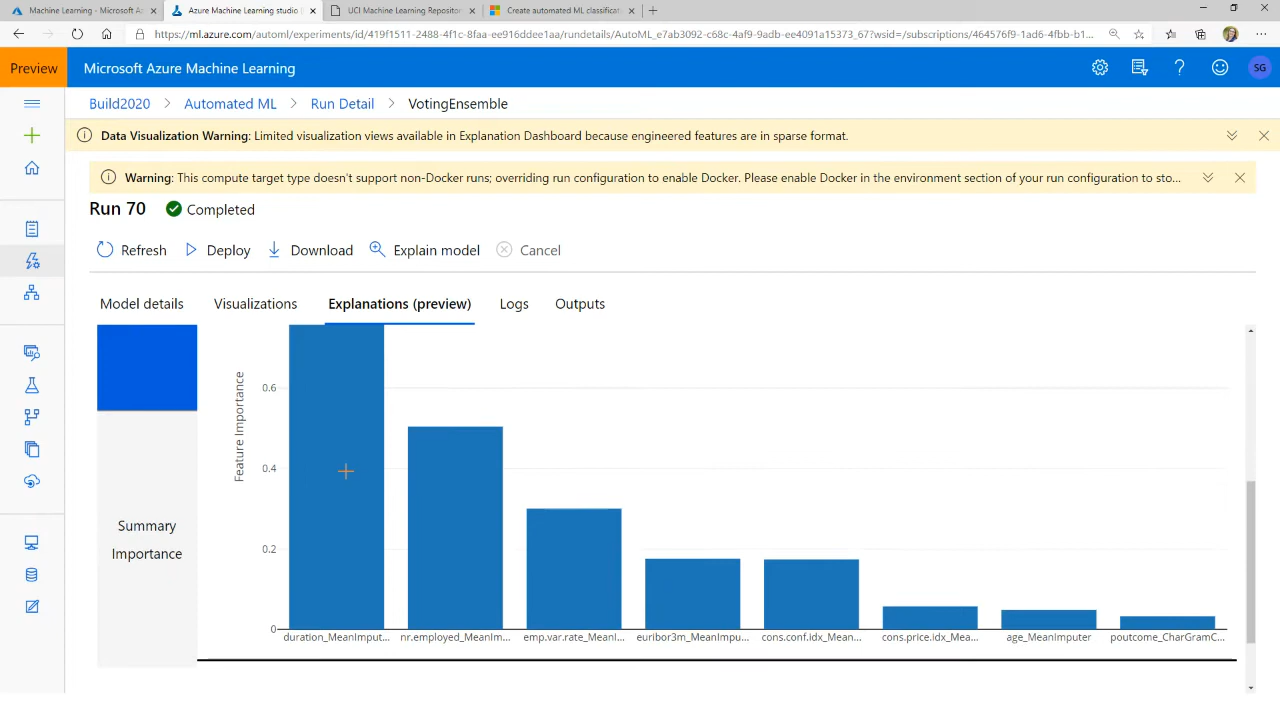 Machine Learning - Microsoft Az
Azure Machine Learning studio (
UCI Machine Learning Repositor
Create automated ML classificat
https://ml.azure.com/automl/experiments/id/419f1511-2488-4f1c-8faa-ee916ddee1aa/rundetails/AutoML_e7ab3092-c68c-4af9-9adb-ee4091a15373_67?wsid=/subscriptions/464576f9-1ad6-4fbb-b1...
Preview
Microsoft Azure Machine Learning
SG
Build2020 > Automated ML > Run Detail > VotingEnsemble
Data Visualization Warning: Limited visualization views available in Explanation Dashboard because engineered features are in sparse format.
Warning: This compute target type doesn't support non-Docker runs; overriding run configuration to enable Docker. Please enable Docker in the environment section of your run configuration to sto...
Run 70 Completed
Refresh Deploy Download Explain model Cancel
Model details Visualizations Explanations (preview) Logs Outputs
Summary
Importance
Feature Importance
0.6
0.4
0.2
0
duration_MeanImput... nr.employed_MeanIm... emp.var.rate_MeanI... euribor3m_MeanImpu... cons.conf.idx_Mean... cons.price.idx_Mea... age_MeanImputer poutcome_CharGramC...